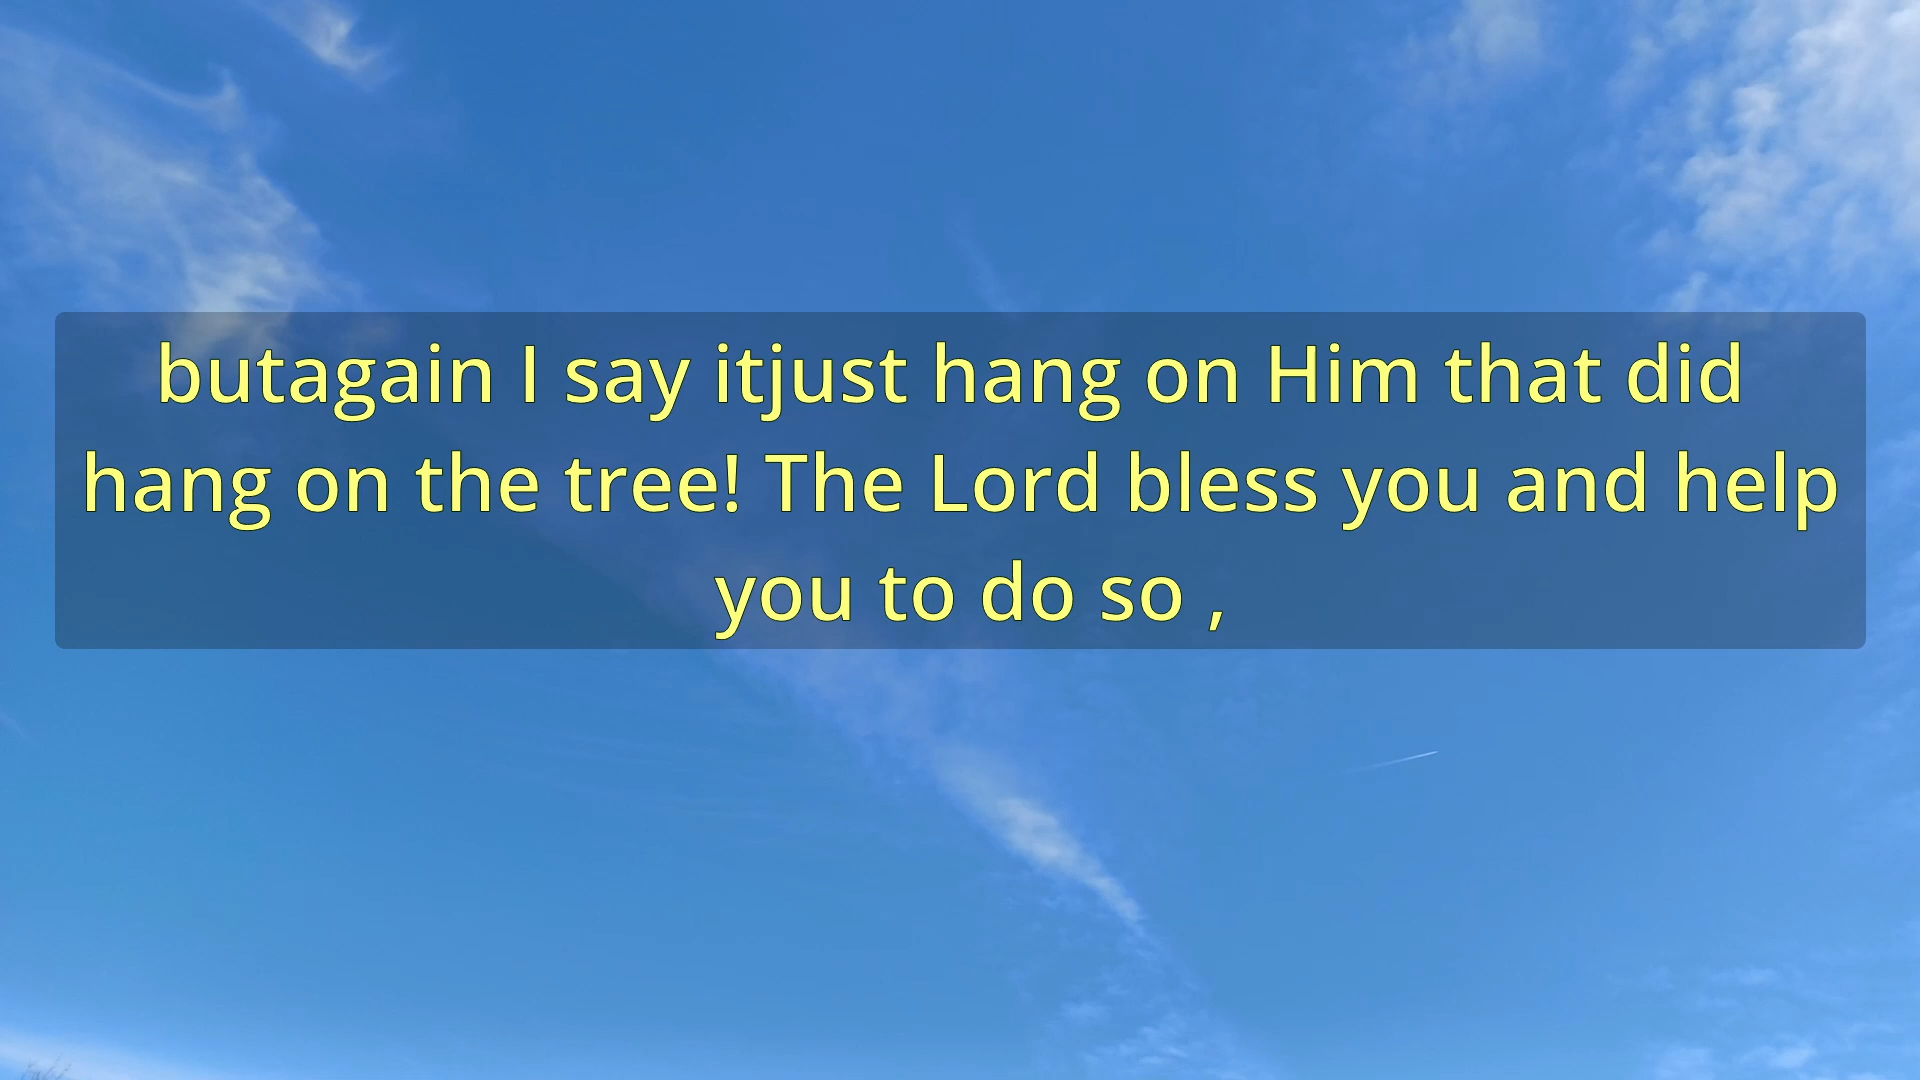 butagain I say itjust hang on Him that did
hang on the tree! The Lord bless you and help
you to do so ,